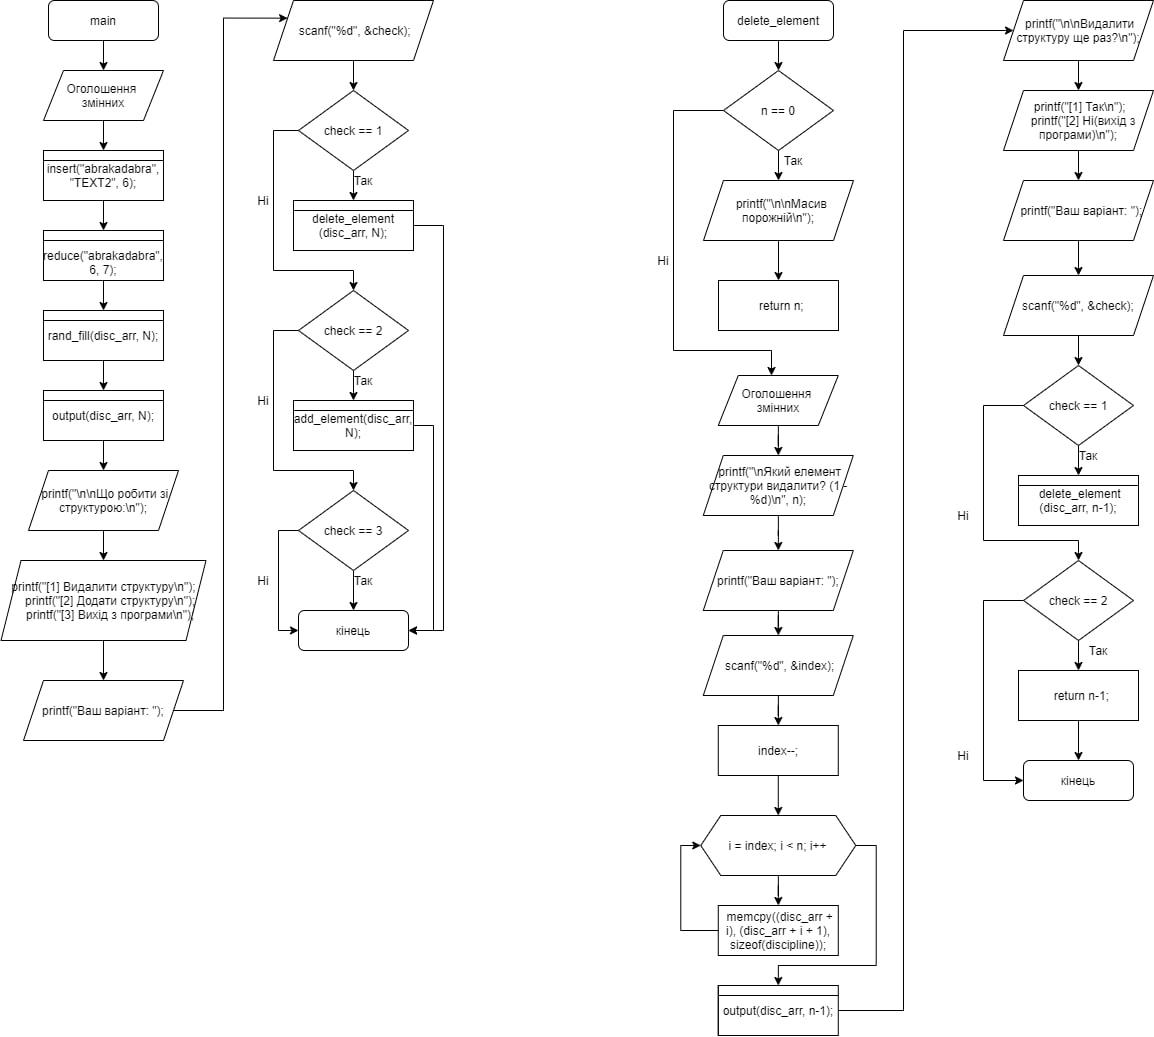 main
Оголошення
змінних
insert("abrakadabra",
"TEXT2", 6);
reduce("abrakadabra",
6, 7);
rand_fill(disc_arr, N);
output(disc_arr, N);
printf("\n\nЩо робити зі
структурою:\n");
printf("[1] Видалити структуру\n");
printf("[2] Додати структуру\n");
printf("[3] Вихід з програми\n");
printf("Ваш варіант: ");
scanf("%d", &check);
check == 1
Так
Ні
delete_element
(disc_arr, N);
check == 2
Так
Ні
add_element(disc_arr,
N);
check == 3
Ні
Так
кінець
delete_element
n == 0
Так
printf("\n\nМасив
порожній\n");
Ні
return n;
Оголошення
змінних
printf("\nЯкий елемент
структури видалити? (1 -
%d)\n", n);
printf("Ваш варіант: ");
scanf("%d", &index);
index--;
i = index; i < n; i++
memcpy((disc_arr +
i), (disc_arr + i + 1),
sizeof(discipline));
output(disc_arr, n-1);
printf("\n\nВидалити
структуру ще раз?\n");
printf("[1] Так\n");
printf("[2] Ні(вихід з
програми)\n");
printf("Ваш варіант: ");
scanf("%d", &check);
check == 1
Так
delete_element
(disc_arr, n-1);
Ні
check == 2
Так
return n-1;
Ні
кінець